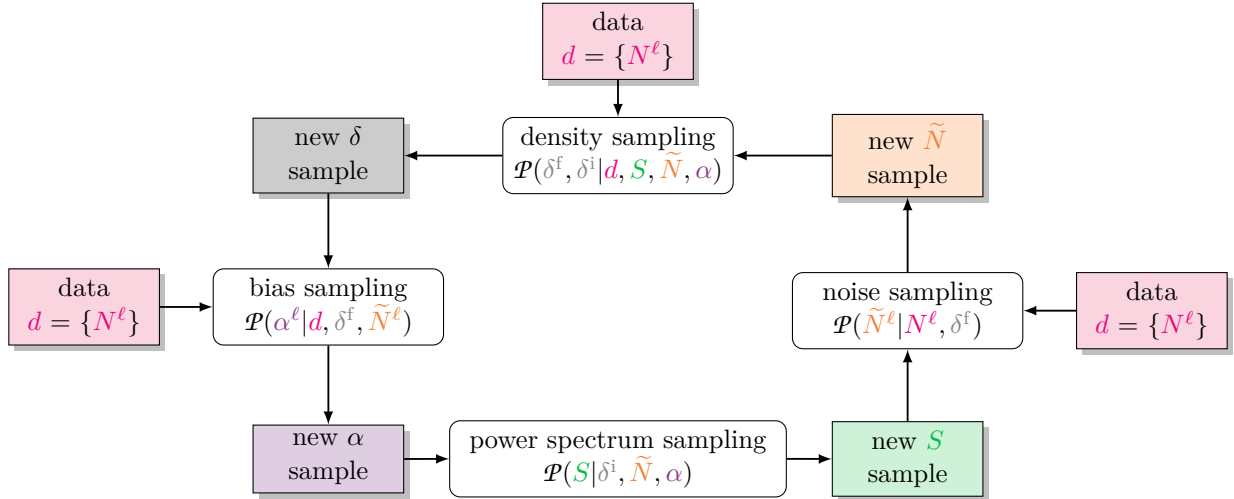 data
d = {N^ℓ}
density sampling
𝒫(δ^f, δ^i|d, S, Ñ, α)
new δ
sample
new Ñ
sample
data
d = {N^ℓ}
bias sampling
𝒫(α^ℓ|d, δ^f, Ñ^ℓ)
noise sampling
𝒫(Ñ^ℓ|N^ℓ, δ^f)
data
d = {N^ℓ}
new α
sample
power spectrum sampling
𝒫(S|δ^i, Ñ, α)
new S
sample